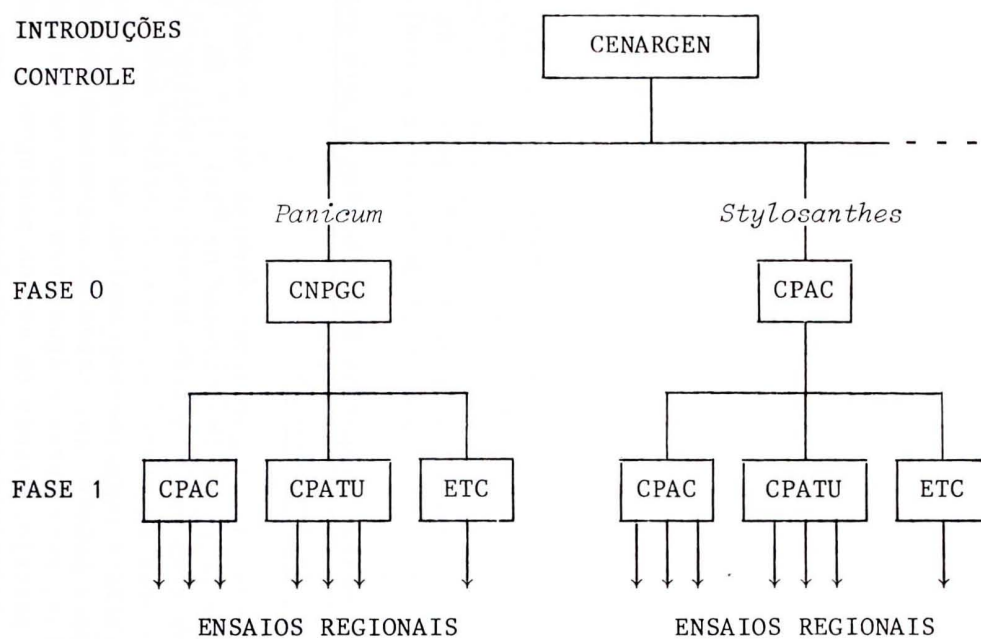 INTRODUÇÕES
CONTROLE
CENARGEN
Panicum
Stylosanthes
FASE 0
CNPGC
CPAC
FASE 1
CPAC
CPATU
ETC
CPAC
CPATU
ETC
ENSAIOS REGIONAIS
ENSAIOS REGIONAIS